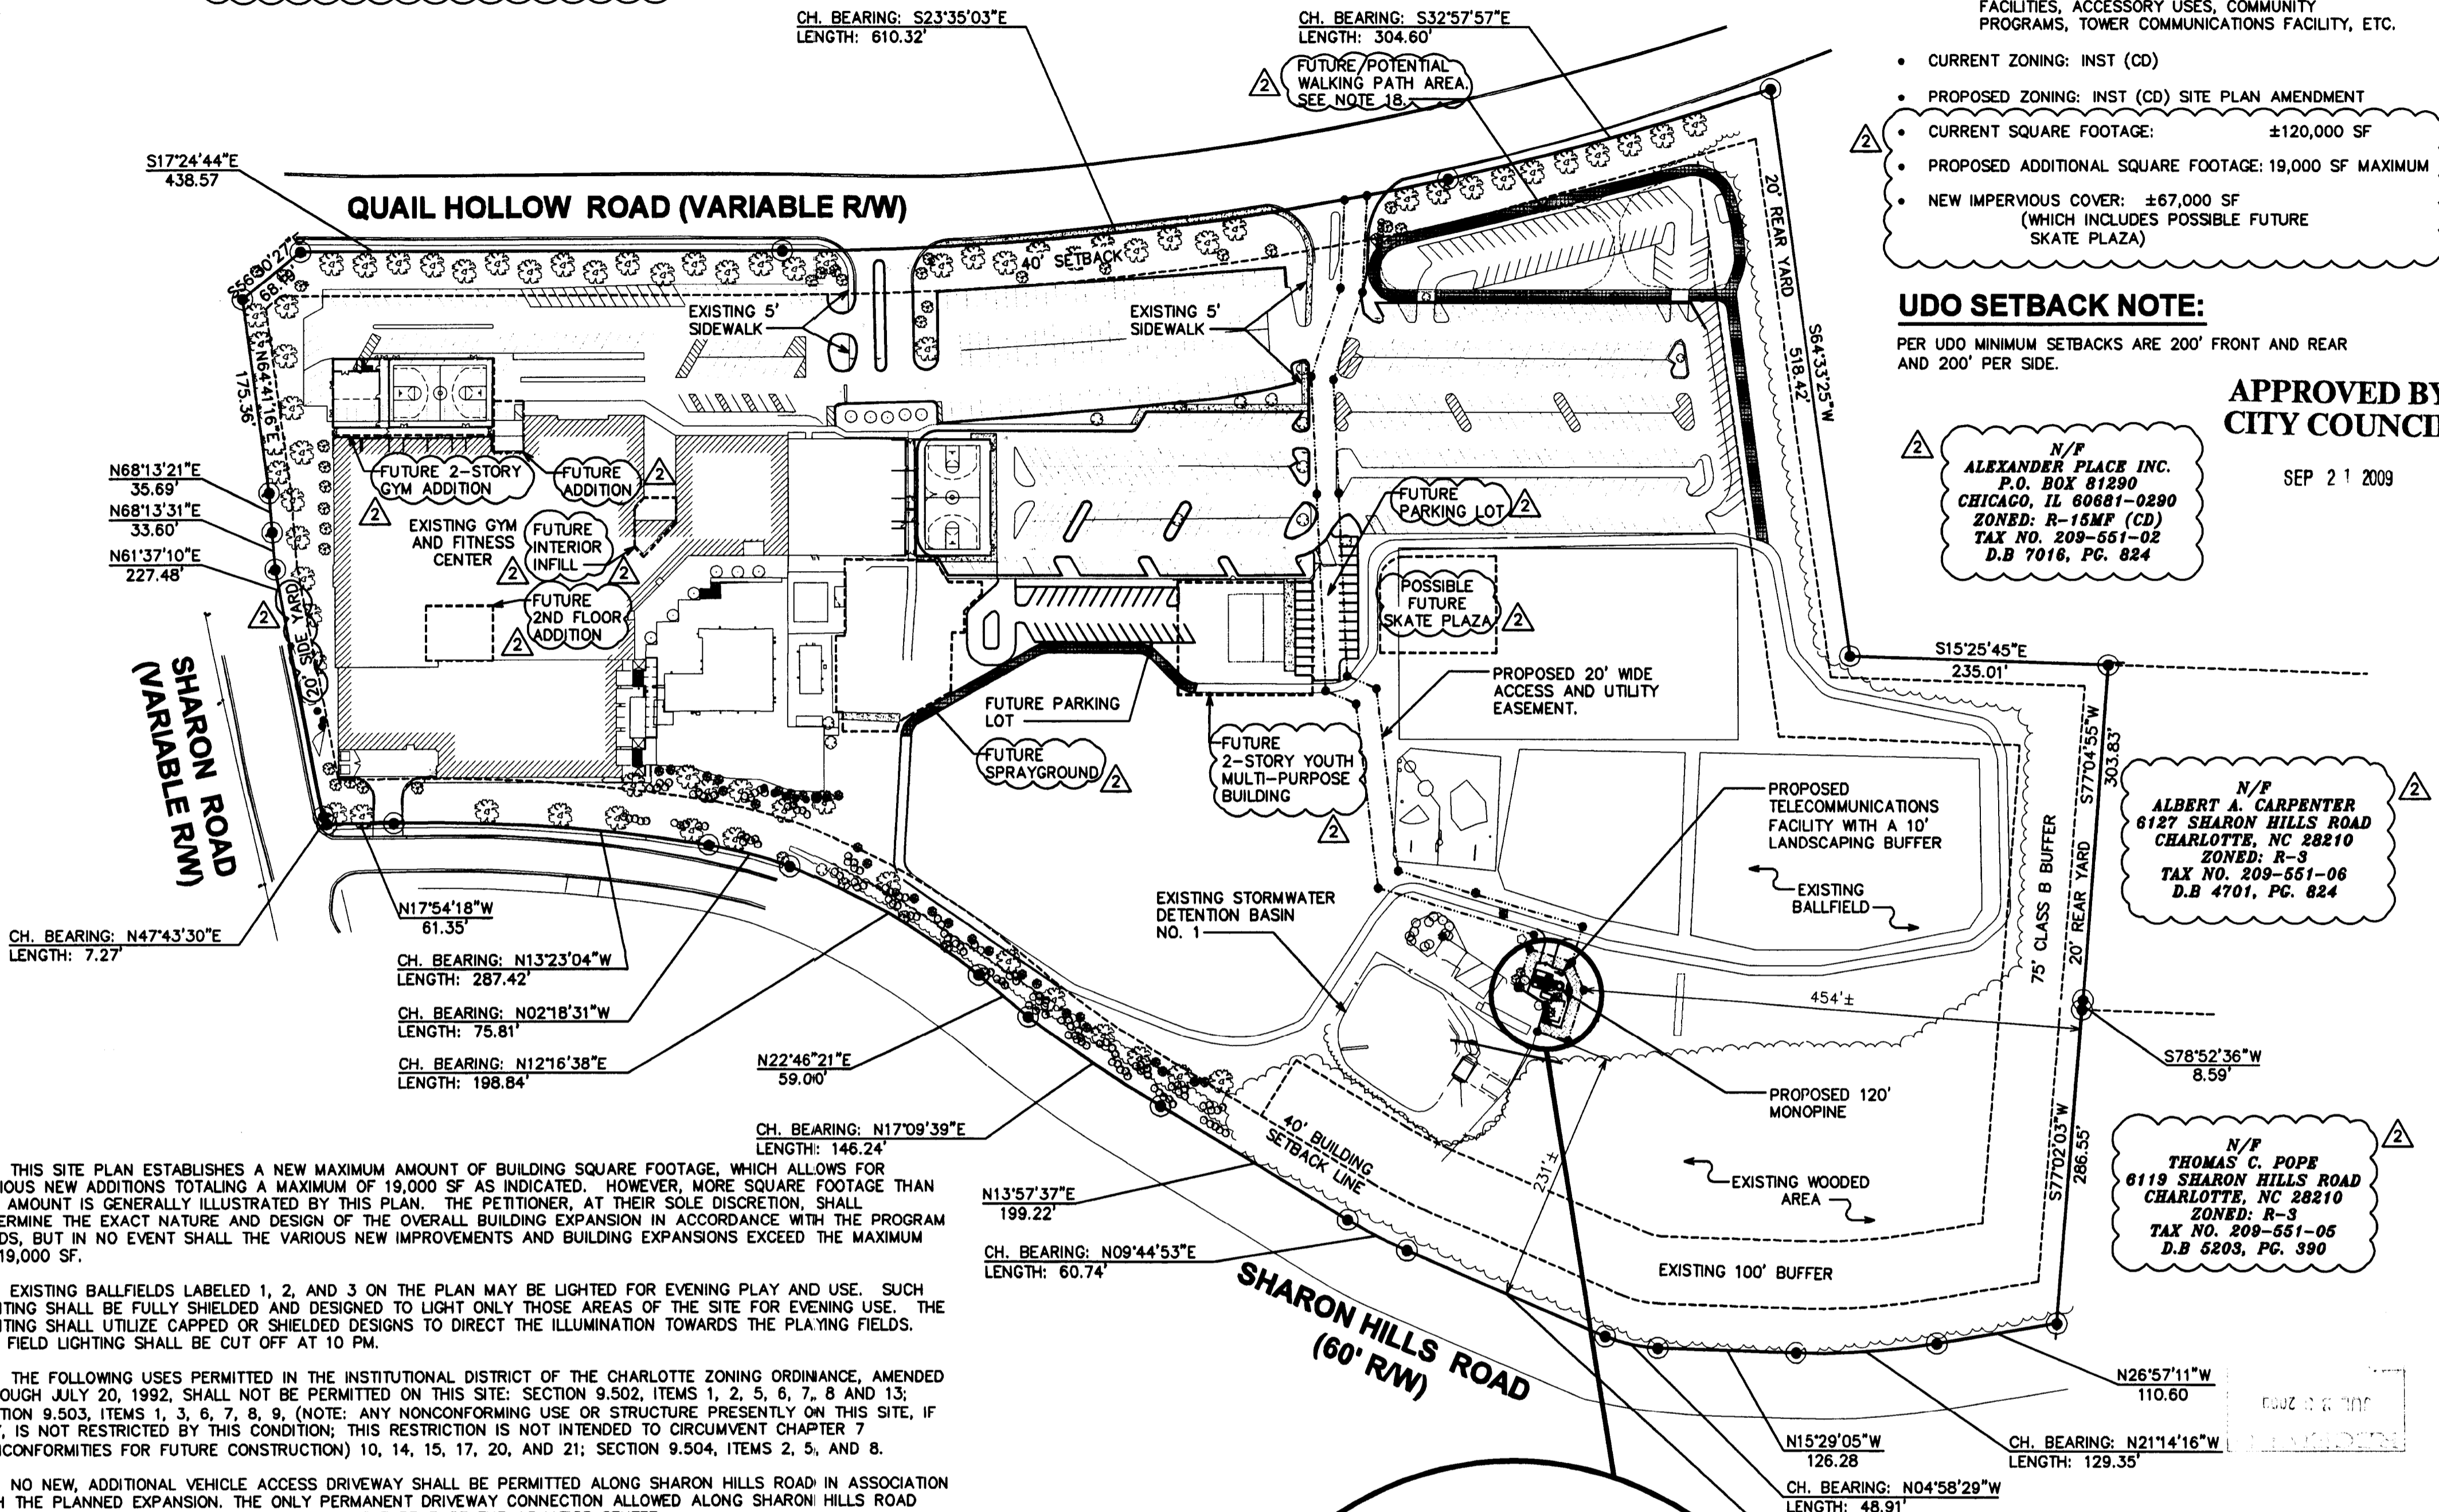 CH. BEARING: S23°35'03"E
LENGTH: 610.32'
CH. BEARING: S32°57'57"E
LENGTH: 304.60'
2
FUTURE/POTENTIAL
WALKING PATH AREA.
SEE NOTE 18.
FACILITIES, ACCESSORY USES, COMMUNITY
PROGRAMS, TOWER COMMUNICATIONS FACILITY, ETC.
• CURRENT ZONING: INST (CD)
• PROPOSED ZONING: INST (CD) SITE PLAN AMENDMENT
2
• CURRENT SQUARE FOOTAGE: ±120,000 SF
• PROPOSED ADDITIONAL SQUARE FOOTAGE: 19,000 SF MAXIMUM
• NEW IMPERVIOUS COVER: ±67,000 SF
(WHICH INCLUDES POSSIBLE FUTURE
SKATE PLAZA)
UDO SETBACK NOTE:
PER UDO MINIMUM SETBACKS ARE 200' FRONT AND REAR
AND 200' PER SIDE.
APPROVED BY
CITY COUNCI
SEP 21 2009
2
N/F
ALEXANDER PLACE INC.
P.O. BOX 81290
CHICAGO, IL 60681-0290
ZONED: R-15MF (CD)
TAX NO. 209-551-02
D.B 7016, PG. 824
S17°24'44"E
438.57
QUAIL HOLLOW ROAD (VARIABLE R/W)
40' SETBACK
20' REAR YARD
S64°33'25"W
518.42'
N64°41'16"E
175.36'
EXISTING 5'
SIDEWALK
EXISTING 5'
SIDEWALK
N68°13'21"E
35.69'
N68°13'31"E
33.60'
N61°37'10"E
227.48'
2
20' SIDE YARD
SHARON ROAD
(VARIABLE R/W)
FUTURE 2-STORY
GYM ADDITION
2
FUTURE
ADDITION
2
EXISTING GYM
AND FITNESS
CENTER
FUTURE
INTERIOR
INFILL
2
2
FUTURE
2ND FLOOR
ADDITION
2
FUTURE
PARKING LOT
2
POSSIBLE
FUTURE
SKATE PLAZA
2
PROPOSED 20' WIDE
ACCESS AND UTILITY
EASEMENT.
FUTURE PARKING
LOT
FUTURE
SPRAYGROUND
2
FUTURE
2-STORY YOUTH
MULTI-PURPOSE
BUILDING
2
S15°25'45"E
235.01'
S77°04'55"W
303.83'
75' CLASS B BUFFER
20' REAR YARD
PROPOSED
TELECOMMUNICATIONS
FACILITY WITH A 10'
LANDSCAPING BUFFER
EXISTING
BALLFIELD
2
N/F
ALBERT A. CARPENTER
6127 SHARON HILLS ROAD
CHARLOTTE, NC 28210
ZONED: R-3
TAX NO. 209-551-06
D.B 4701, PG. 824
EXISTING STORMWATER
DETENTION BASIN
NO. 1
454'±
S78°52'36"W
8.59'
PROPOSED 120'
MONOPINE
231'±
40' BUILDING
SETBACK LINE
EXISTING WOODED
AREA
EXISTING 100' BUFFER
S77°02'03"W
286.55'
2
N/F
THOMAS C. POPE
6119 SHARON HILLS ROAD
CHARLOTTE, NC 28210
ZONED: R-3
TAX NO. 209-551-05
D.B 5203, PG. 390
CH. BEARING: N47°43'30"E
LENGTH: 7.27'
N17°54'18"W
61.35'
CH. BEARING: N13°23'04"W
LENGTH: 287.42'
CH. BEARING: N02°18'31"W
LENGTH: 75.81'
CH. BEARING: N12°16'38"E
LENGTH: 198.84'
N22°46'21"E
59.00'
CH. BEARING: N17°09'39"E
LENGTH: 146.24'
N13°57'37"E
199.22'
CH. BEARING: N09°44'53"E
LENGTH: 60.74'
SHARON HILLS ROAD
(60' R/W)
N26°57'11"W
110.60
N15°29'05"W
126.28
CH. BEARING: N21°14'16"W
LENGTH: 129.35'
CH. BEARING: N04°58'29"W
LENGTH: 48.91'
THIS SITE PLAN ESTABLISHES A NEW MAXIMUM AMOUNT OF BUILDING SQUARE FOOTAGE, WHICH ALLOWS FOR
IOUS NEW ADDITIONS TOTALING A MAXIMUM OF 19,000 SF AS INDICATED. HOWEVER, MORE SQUARE FOOTAGE THAN
AMOUNT IS GENERALLY ILLUSTRATED BY THIS PLAN. THE PETITIONER, AT THEIR SOLE DISCRETION, SHALL
ERMINE THE EXACT NATURE AND DESIGN OF THE OVERALL BUILDING EXPANSION IN ACCORDANCE WITH THE PROGRAM
DS, BUT IN NO EVENT SHALL THE VARIOUS NEW IMPROVEMENTS AND BUILDING EXPANSIONS EXCEED THE MAXIMUM
19,000 SF.
EXISTING BALLFIELDS LABELED 1, 2, AND 3 ON THE PLAN MAY BE LIGHTED FOR EVENING PLAY AND USE. SUCH
TING SHALL BE FULLY SHIELDED AND DESIGNED TO LIGHT ONLY THOSE AREAS OF THE SITE FOR EVENING USE. THE
TING SHALL UTILIZE CAPPED OR SHIELDED DESIGNS TO DIRECT THE ILLUMINATION TOWARDS THE PLAYING FIELDS.
FIELD LIGHTING SHALL BE CUT OFF AT 10 PM.
THE FOLLOWING USES PERMITTED IN THE INSTITUTIONAL DISTRICT OF THE CHARLOTTE ZONING ORDINANCE, AMENDED
OUGH JULY 20, 1992, SHALL NOT BE PERMITTED ON THIS SITE: SECTION 9.502, ITEMS 1, 2, 5, 6, 7, 8 AND 13;
TION 9.503, ITEMS 1, 3, 6, 7, 8, 9, (NOTE: ANY NONCONFORMING USE OR STRUCTURE PRESENTLY ON THIS SITE, IF
, IS NOT RESTRICTED BY THIS CONDITION; THIS RESTRICTION IS NOT INTENDED TO CIRCUMVENT CHAPTER 7
CONFORMITIES FOR FUTURE CONSTRUCTION) 10, 14, 15, 17, 20, AND 21; SECTION 9.504, ITEMS 2, 5, AND 8.
NO NEW, ADDITIONAL VEHICLE ACCESS DRIVEWAY SHALL BE PERMITTED ALONG SHARON HILLS ROAD IN ASSOCIATION
THE PLANNED EXPANSION. THE ONLY PERMANENT DRIVEWAY CONNECTION ALLOWED ALONG SHARON HILLS ROAD